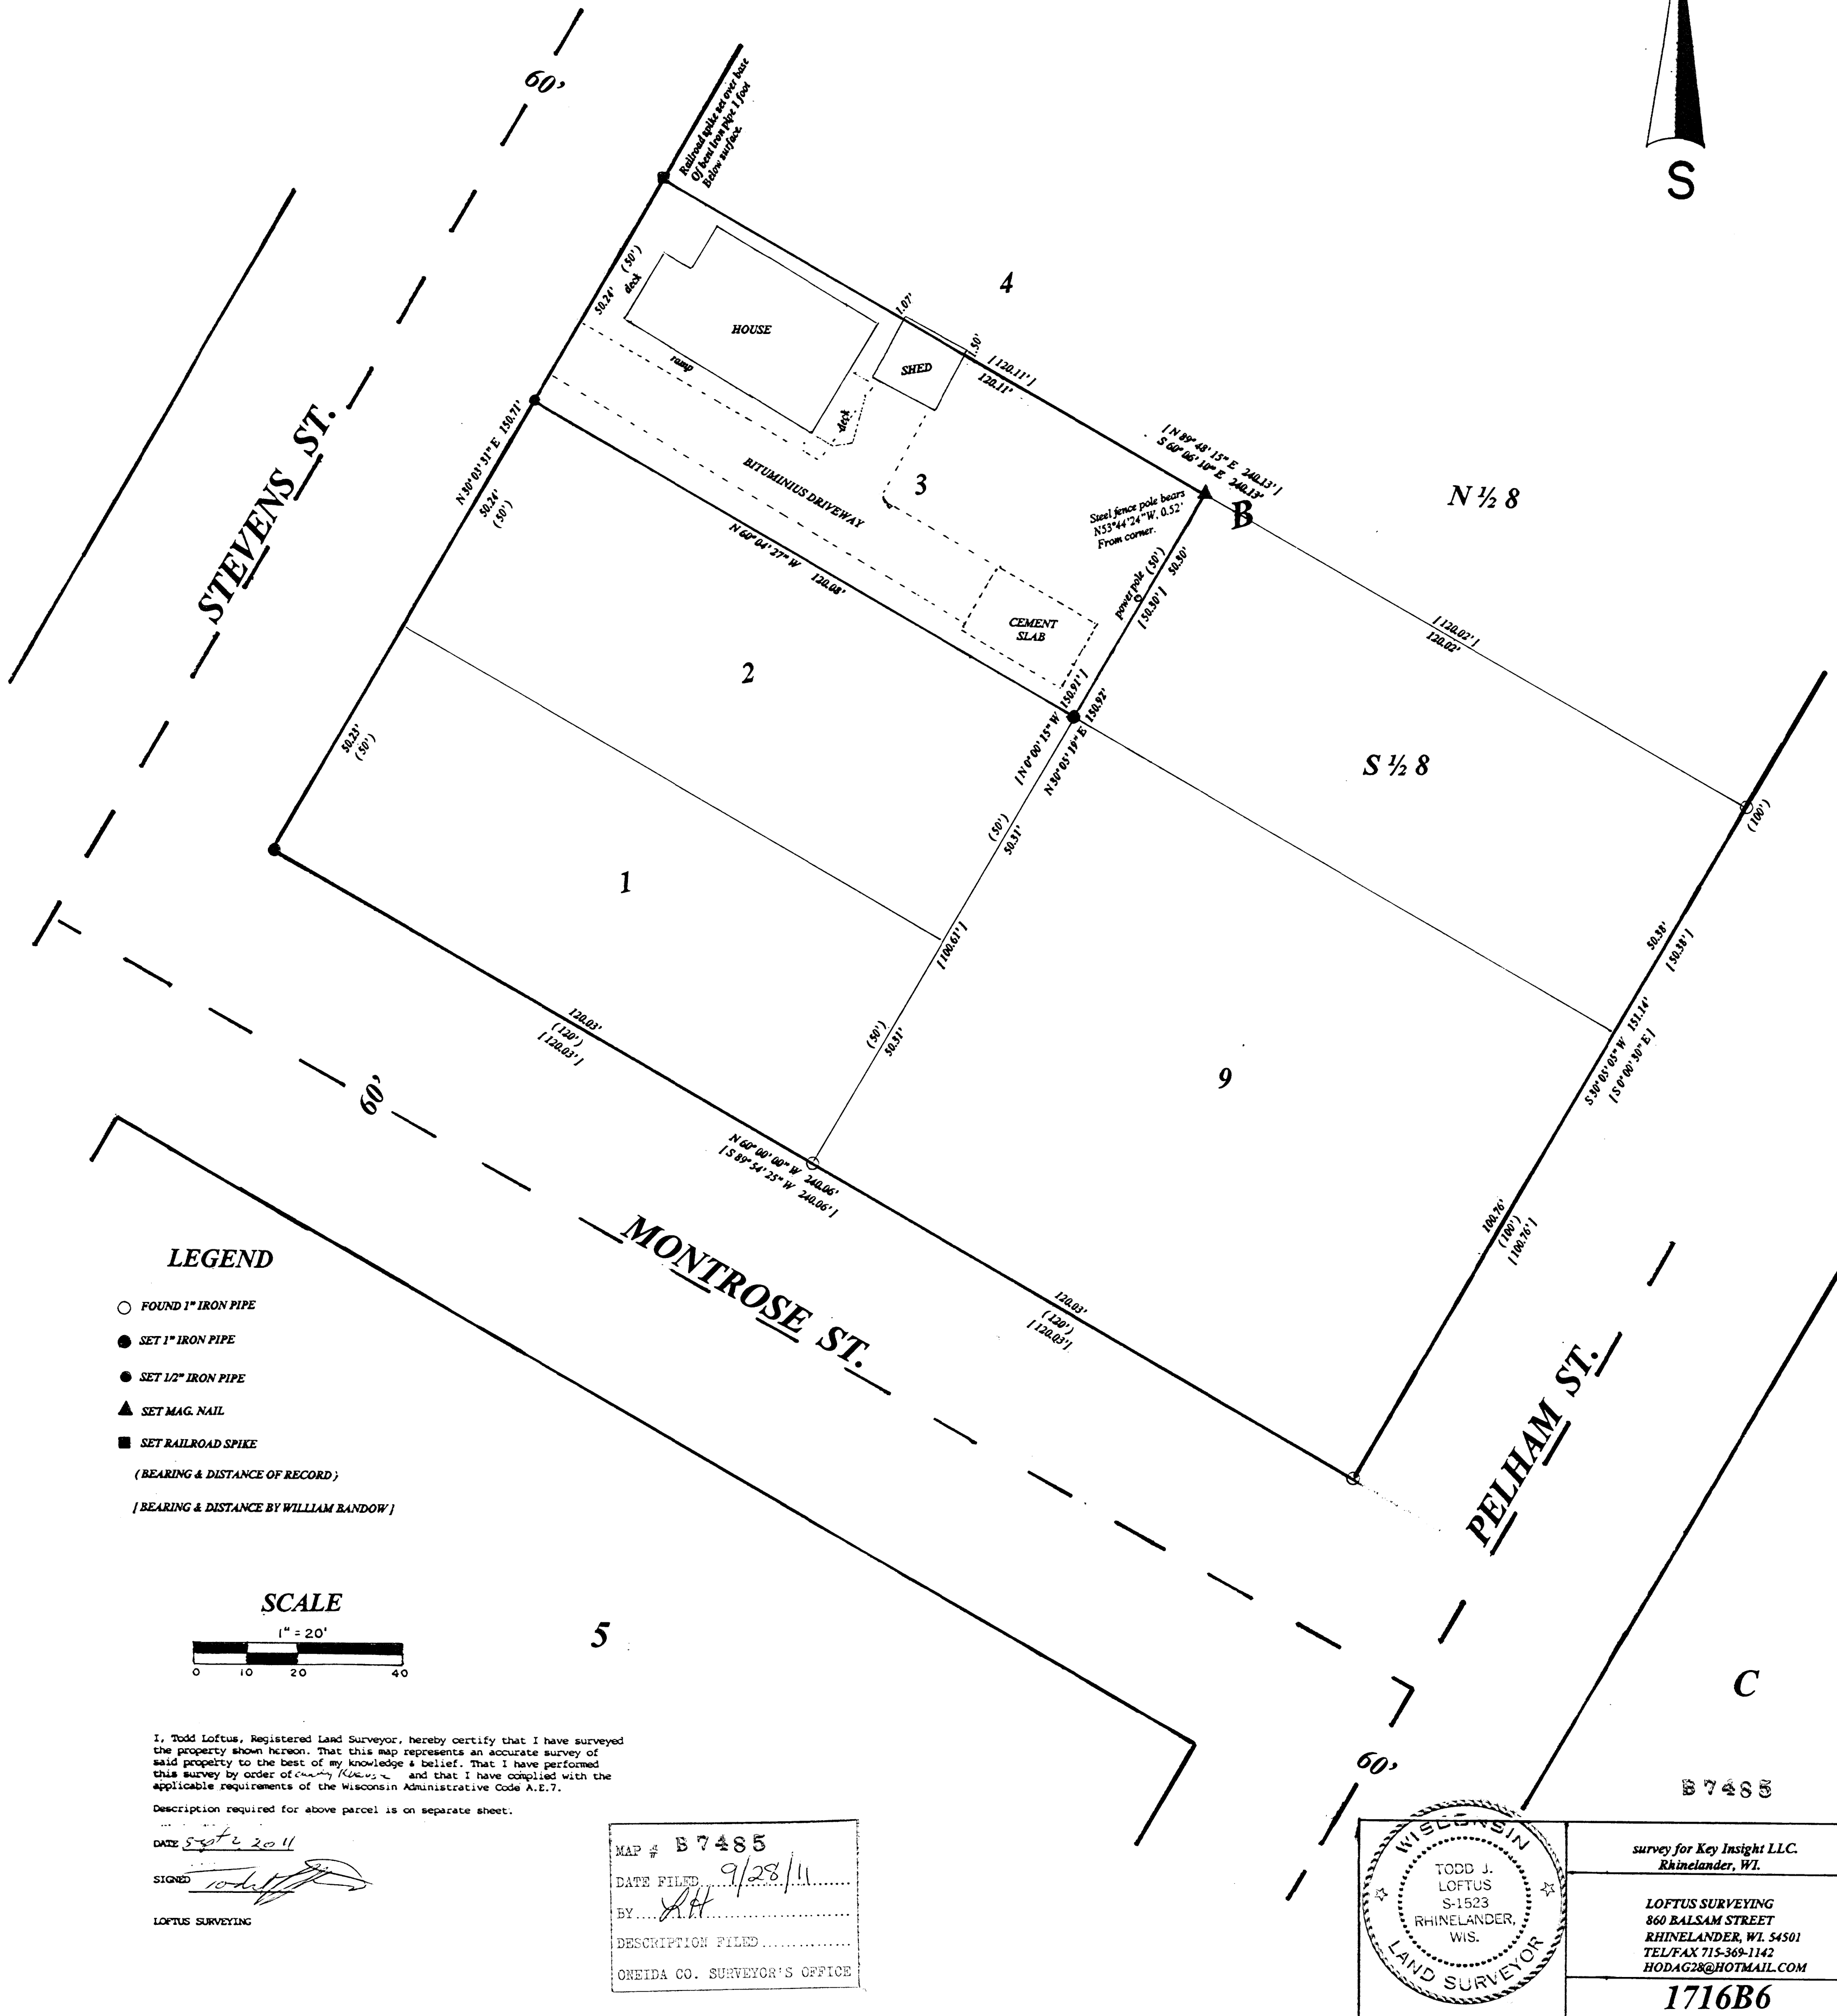 60'
S
Railroad spike set over base
Of bent iron pipe 1 foot
Below surface.
4
(50')
50.24'
deck
HOUSE
1.07'
SHED
1.50'
[ 120.11' ]
120.11'
ramp
deck
STEVENS ST.
N 30° 03' 31" E 150.71'
50.24'
(50')
BITUMINIUS DRIVEWAY
3
N 60° 04' 27" W 120.08'
[ N 89° 48' 15" E 240.13' ]
S 60° 06' 10" E 240.13'
Steel fence pole bears
N53°44'24"W, 0.52'
From corner.
B
N ½ 8
power pole
(50')
50.30'
[ 50.30' ]
CEMENT
SLAB
[ 120.02' ]
120.02'
2
[ N 0° 00' 15" W 150.91' ]
N 30° 05' 19" E 150.92'
S ½ 8
50.23'
(50')
(100')
(50')
50.31'
1
[ 100.61' ]
50.38'
[ 50.38' ]
120.03'
(120')
[ 120.03' ]
(50')
50.31'
9
S 30° 05' 05" W 151.14'
[ S 0° 00' 30" E ]
60'
N 60° 00' 00" W 240.06'
[ S 89° 54' 25" W 240.06' ]
100.76'
(100')
[ 100.76' ]
MONTROSE ST.
120.03'
(120')
[ 120.03' ]
PELHAM ST.
LEGEND
FOUND 1" IRON PIPE
SET 1" IRON PIPE
SET 1/2" IRON PIPE
SET MAG. NAIL
SET RAILROAD SPIKE
( BEARING & DISTANCE OF RECORD )
[ BEARING & DISTANCE BY WILLIAM BANDOW ]
SCALE
1" = 20'
0 10 20 40
5
C
60'
I, Todd Loftus, Registered Land Surveyor, hereby certify that I have surveyed
the property shown hereon. That this map represents an accurate survey of
said property to the best of my knowledge & belief. That I have performed
this survey by order of and that I have complied with the
applicable requirements of the Wisconsin Administrative Code A.E.7.
Description required for above parcel is on separate sheet.
DATE Sept 2 2011
SIGNED
LOFTUS SURVEYING
MAP # B 7485
DATE FILED 9/28/11
BY
DESCRIPTION FILED
ONEIDA CO. SURVEYOR'S OFFICE
WISCONSIN
TODD J.
LOFTUS
S-1523
RHINELANDER,
WIS.
LAND SURVEYOR
B 7485
survey for Key Insight LLC.
Rhinelander, WI.
LOFTUS SURVEYING
860 BALSAM STREET
RHINELANDER, WI. 54501
TEL/FAX 715-369-1142
HODAG28@HOTMAIL.COM
1716B6